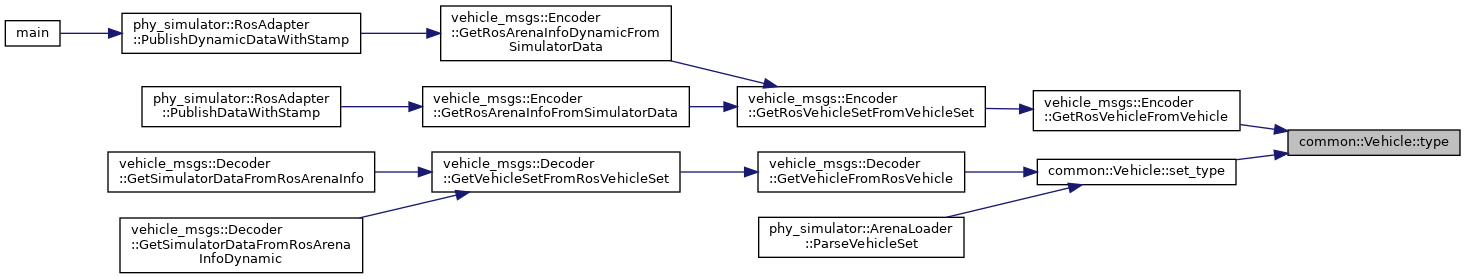 main
phy_simulator::RosAdapter
::PublishDynamicDataWithStamp
vehicle_msgs::Encoder
::GetRosArenaInfoDynamicFrom
SimulatorData
phy_simulator::RosAdapter
::PublishDataWithStamp
vehicle_msgs::Encoder
::GetRosArenaInfoFromSimulatorData
vehicle_msgs::Encoder
::GetRosVehicleSetFromVehicleSet
vehicle_msgs::Encoder
::GetRosVehicleFromVehicle
common::Vehicle::type
vehicle_msgs::Decoder
::GetSimulatorDataFromRosArenaInfo
vehicle_msgs::Decoder
::GetVehicleSetFromRosVehicleSet
vehicle_msgs::Decoder
::GetVehicleFromRosVehicle
common::Vehicle::set_type
vehicle_msgs::Decoder
::GetSimulatorDataFromRosArena
InfoDynamic
phy_simulator::ArenaLoader
::ParseVehicleSet